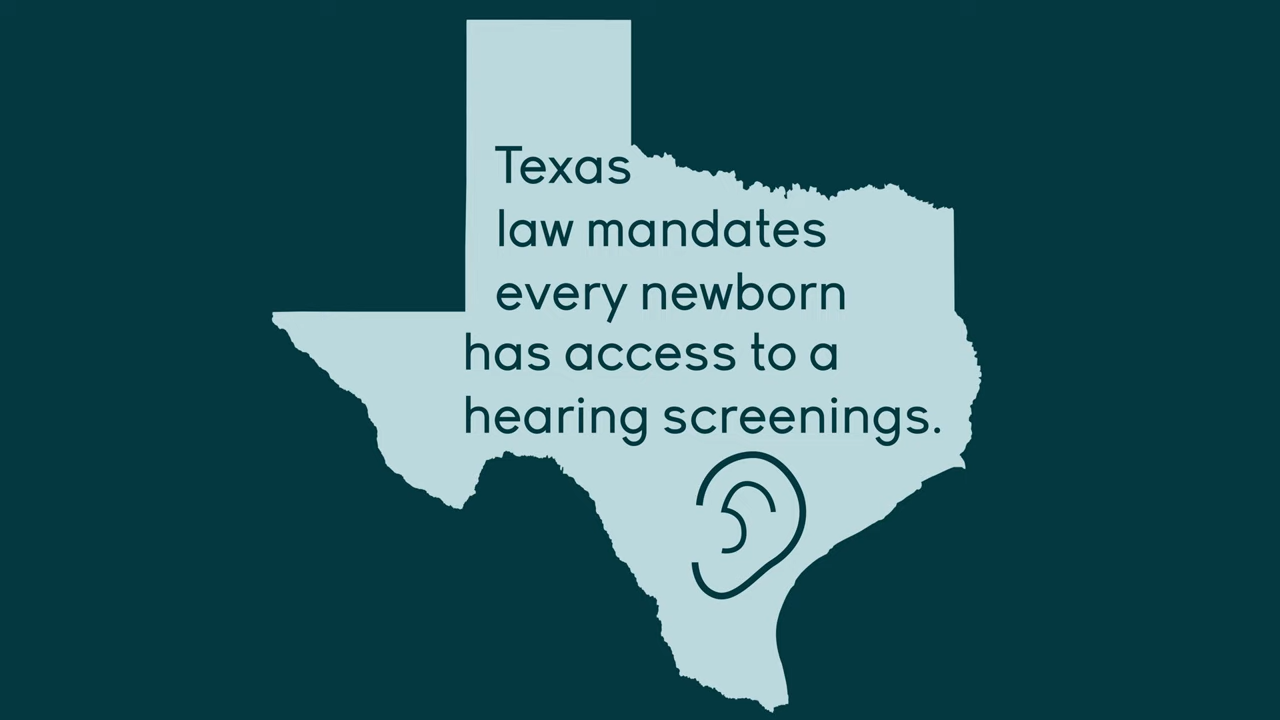 Texas
law mandates
every newborn
has access to a
hearing screenings.